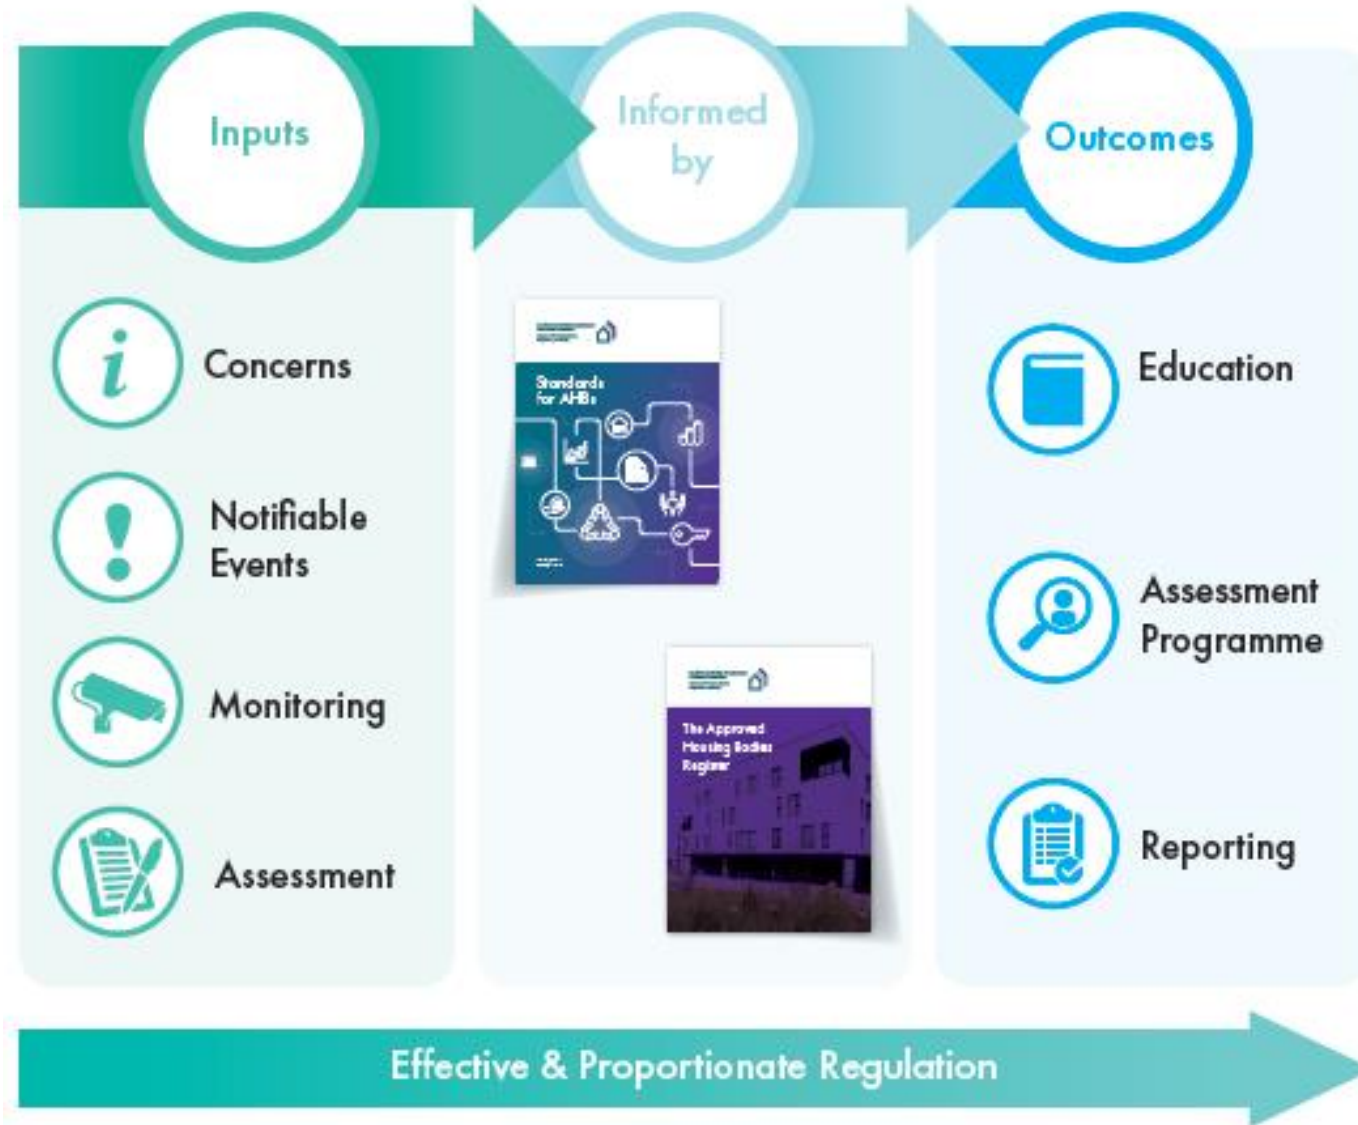 Inputs
Informed
by
Outcomes
Concerns
Notifiable
Events
Monitoring
Assessment
Standards
for AHBs
The Approved
Housing Bodies
Register
Education
Assessment
Programme
Reporting
Effective & Proportionate Regulation